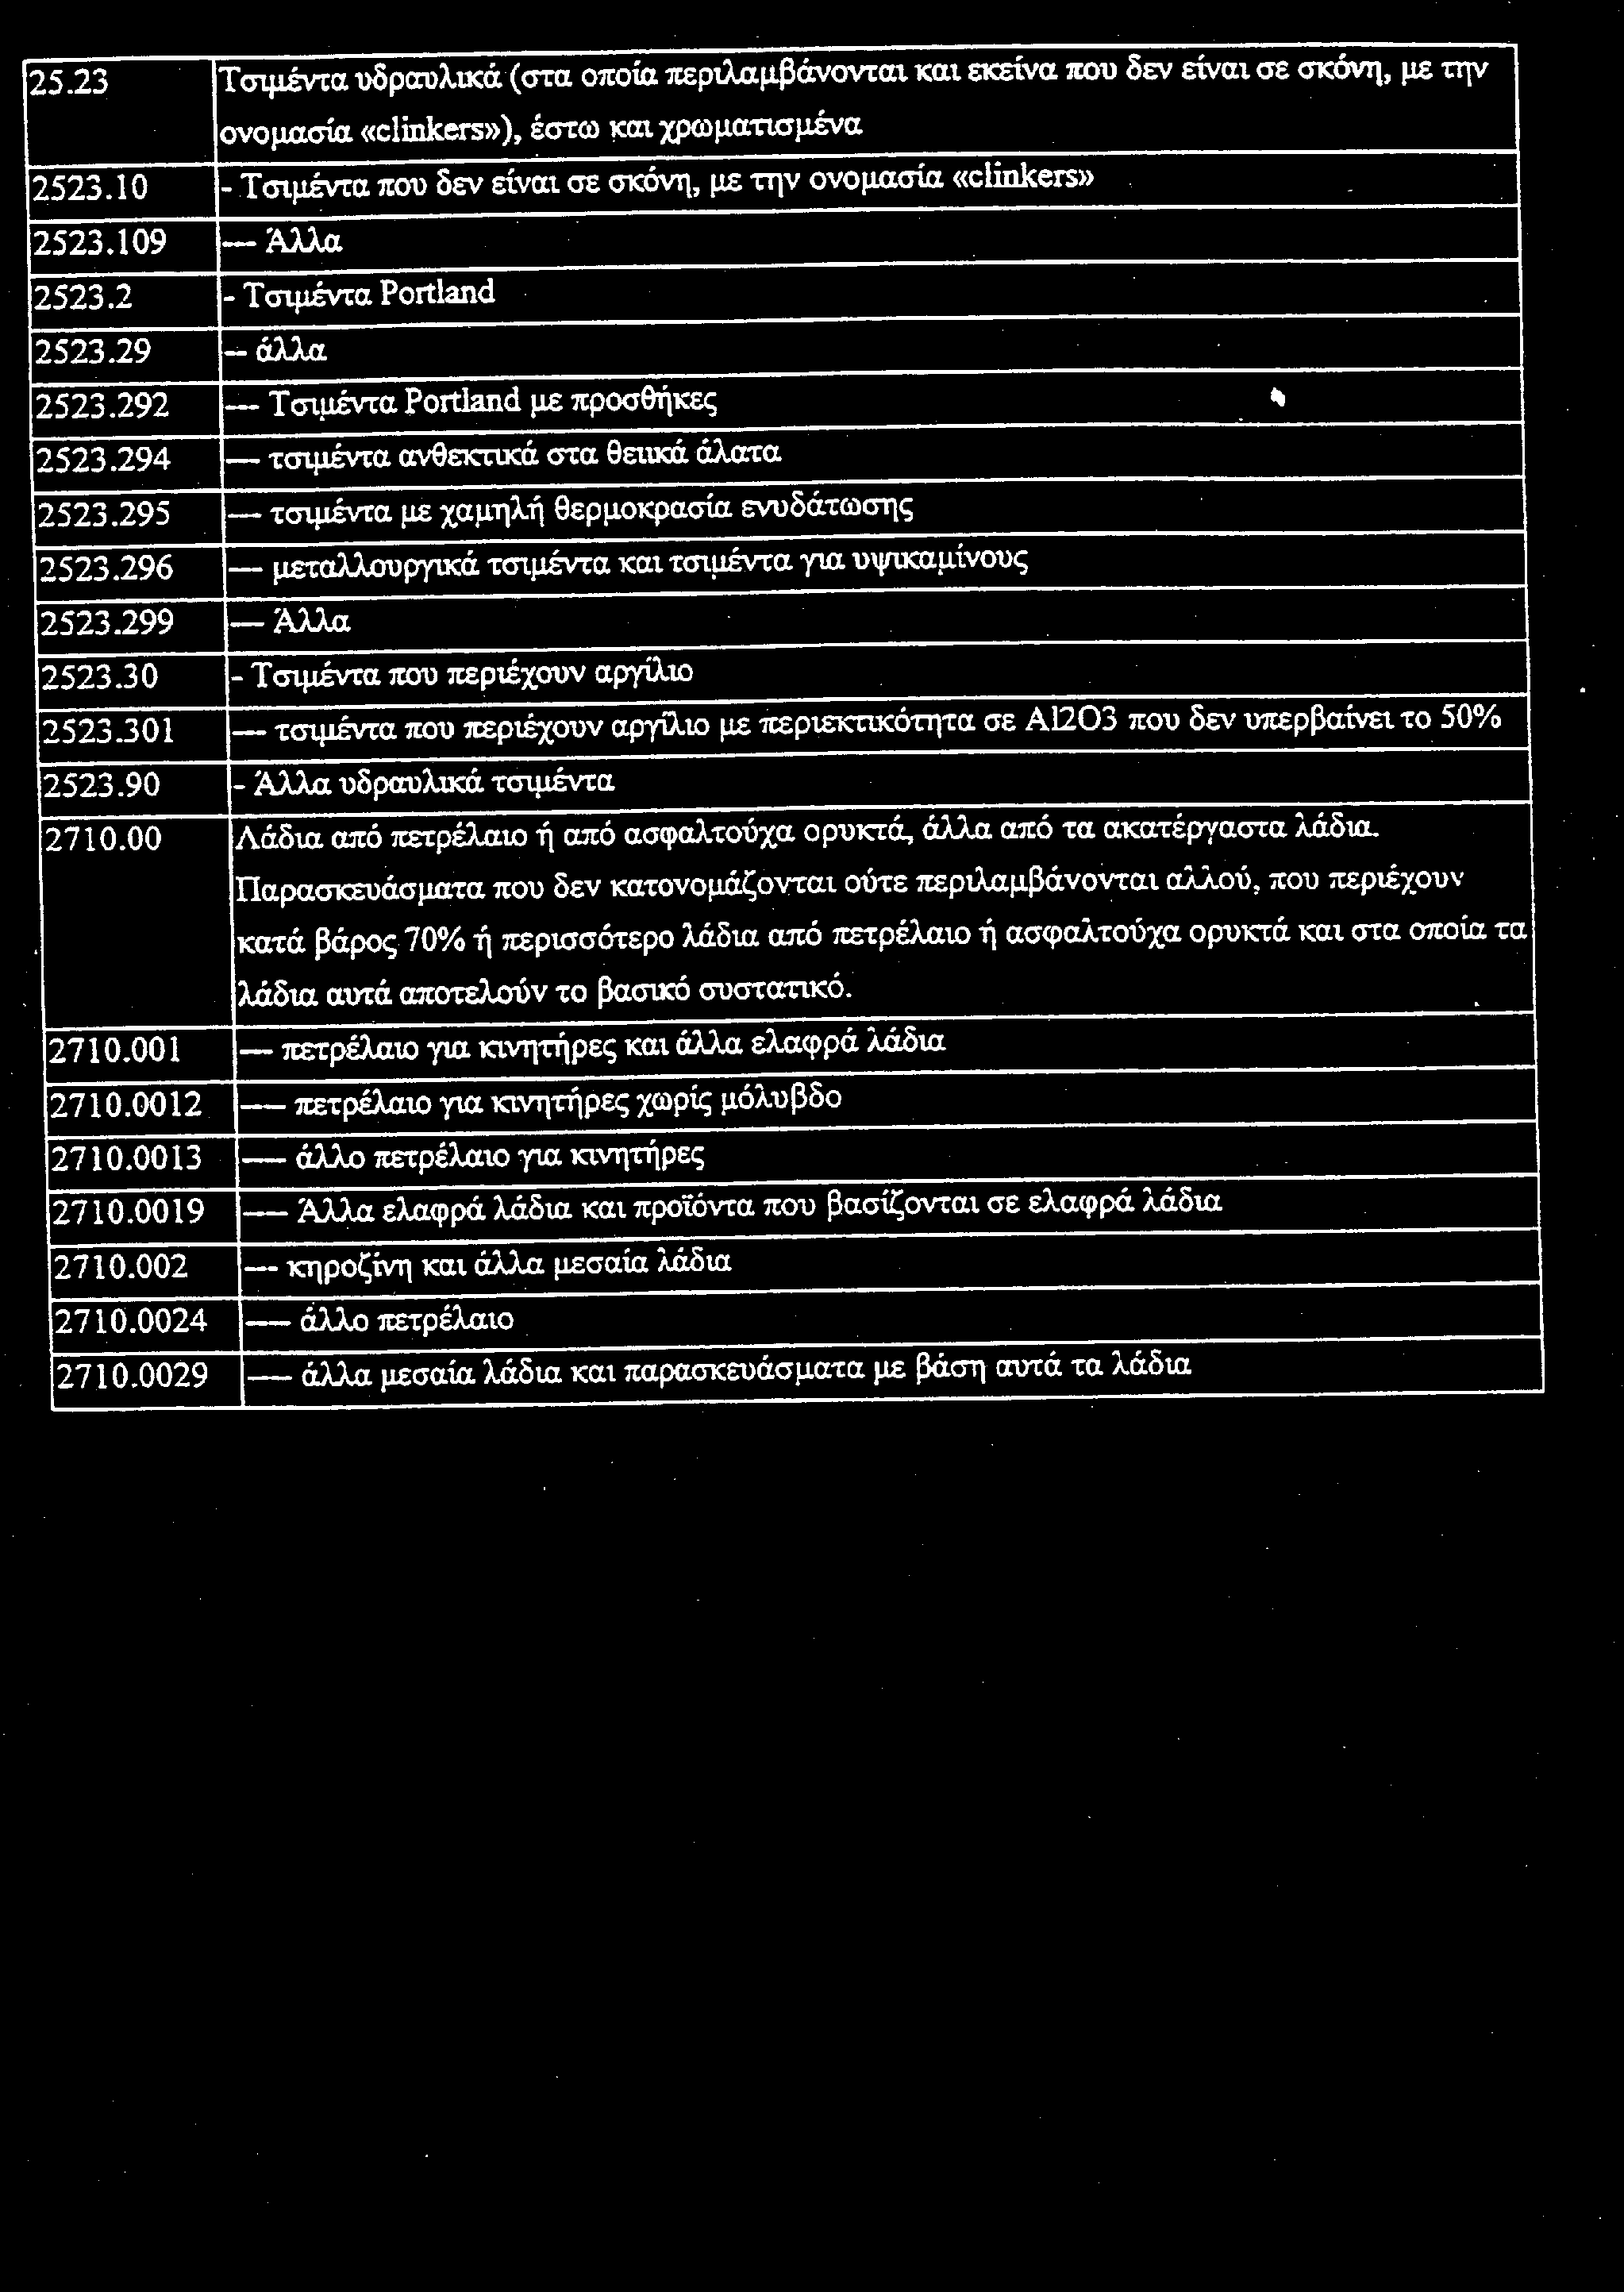 25.23 Τσιμέντα υδραυλικά (στα οποία περιλαμβάνονται και εκείνα που δεν είναι σε σκόνη, με την
ονομασία «clinkers»), έστω και χρωματισμένα
2523.10 - Τσιμέντα που δεν είναι σε σκόνη, με την ονομασία «clinkers»
2523.109 --- Άλλα
2523.2 - Τσιμέντα Portland
2523.29 -- άλλα
2523.292 --- Τσιμέντα Portland με προσθήκες
2523.294 --- τσιμέντα ανθεκτικά στα θειικά άλατα
2523.295 --- τσιμέντα με χαμηλή θερμοκρασία ενυδάτωσης
2523.296 --- μεταλλουργικά τσιμέντα και τσιμέντα για υψικαμίνους
2523.299 --- Άλλα
2523.30 - Τσιμέντα που περιέχουν αργίλιο
2523.301 --- τσιμέντα που περιέχουν αργίλιο με περιεκτικότητα σε Al2O3 που δεν υπερβαίνει το 50%
2523.90 - Άλλα υδραυλικά τσιμέντα
2710.00 Λάδια από πετρέλαιο ή από ασφαλτούχα ορυκτά, άλλα από τα ακατέργαστα λάδια.
Παρασκευάσματα που δεν κατονομάζονται ούτε περιλαμβάνονται αλλού, που περιέχουν
κατά βάρος 70% ή περισσότερο λάδια από πετρέλαιο ή ασφαλτούχα ορυκτά και στα οποία τα
λάδια αυτά αποτελούν το βασικό συστατικό.
2710.001 --- πετρέλαιο για κινητήρες και άλλα ελαφρά λάδια
2710.0012 ---- πετρέλαιο για κινητήρες χωρίς μόλυβδο
2710.0013 ---- άλλο πετρέλαιο για κινητήρες
2710.0019 ---- Άλλα ελαφρά λάδια και προϊόντα που βασίζονται σε ελαφρά λάδια
2710.002 --- κηροζίνη και άλλα μεσαία λάδια
2710.0024 ---- άλλο πετρέλαιο
2710.0029 ---- άλλα μεσαία λάδια και παρασκευάσματα με βάση αυτά τα λάδια